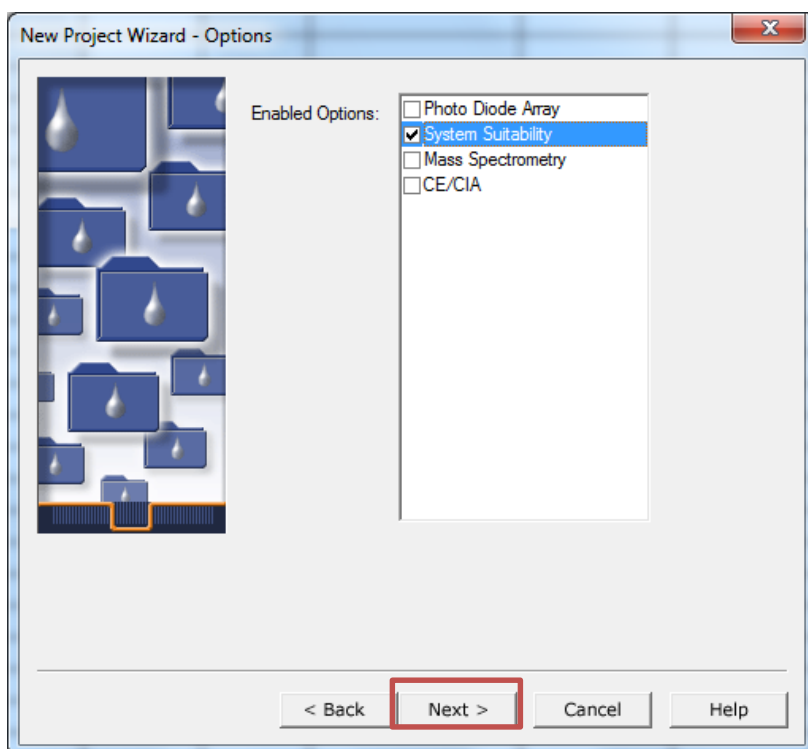 New Project Wizard - Options
Enabled Options:
Photo Diode Array
System Suitability
Mass Spectrometry
CE/CIA
< Back Next > Cancel Help